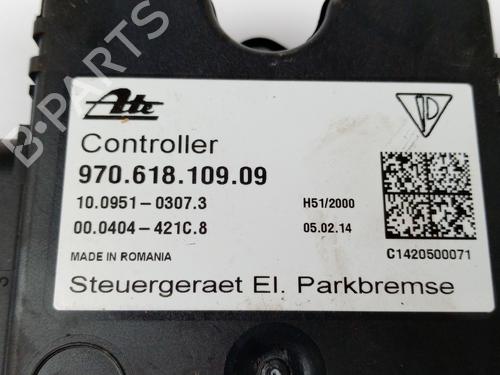 B-PARTS
Ate
Controller
970.618.109.09
10.0951-0307.3 H51/2000
00.0404-421C.8 05.02.14
MADE IN ROMANIA C1420500071
Steuergeraet El. Parkbremse